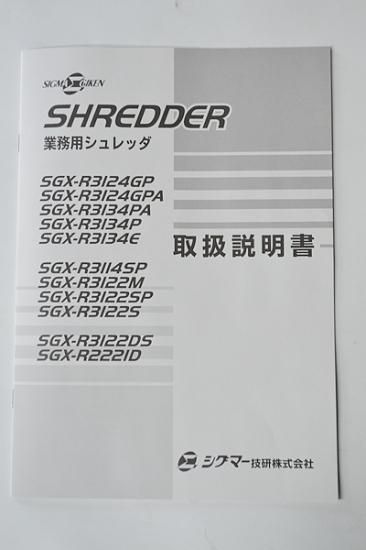 SIGMA GIKEN
SHREDDER
業務用シュレッダ
SGX-R3124GP
SGX-R3124GPA
SGX-R3134PA
SGX-R3134P
SGX-R3134E
取扱説明書
SGX-R3114SP
SGX-R3122M
SGX-R3122SP
SGX-R3122S
SGX-R3122DS
SGX-R2221D
シグマー技研株式会社